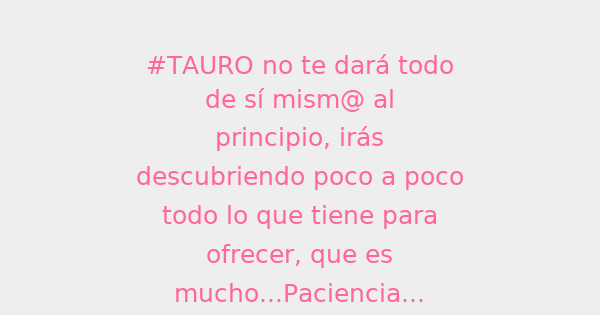 #TAURO no te dará todo
de sí mism@ al
principio, irás
descubriendo poco a poco
todo lo que tiene para
ofrecer, que es
mucho...Paciencia...